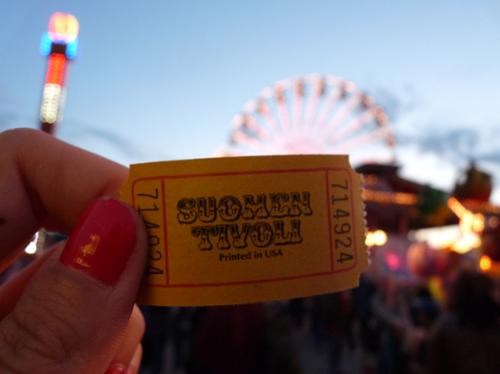 714924
SUOMEN
TIVOLI
Printed in USA
714924